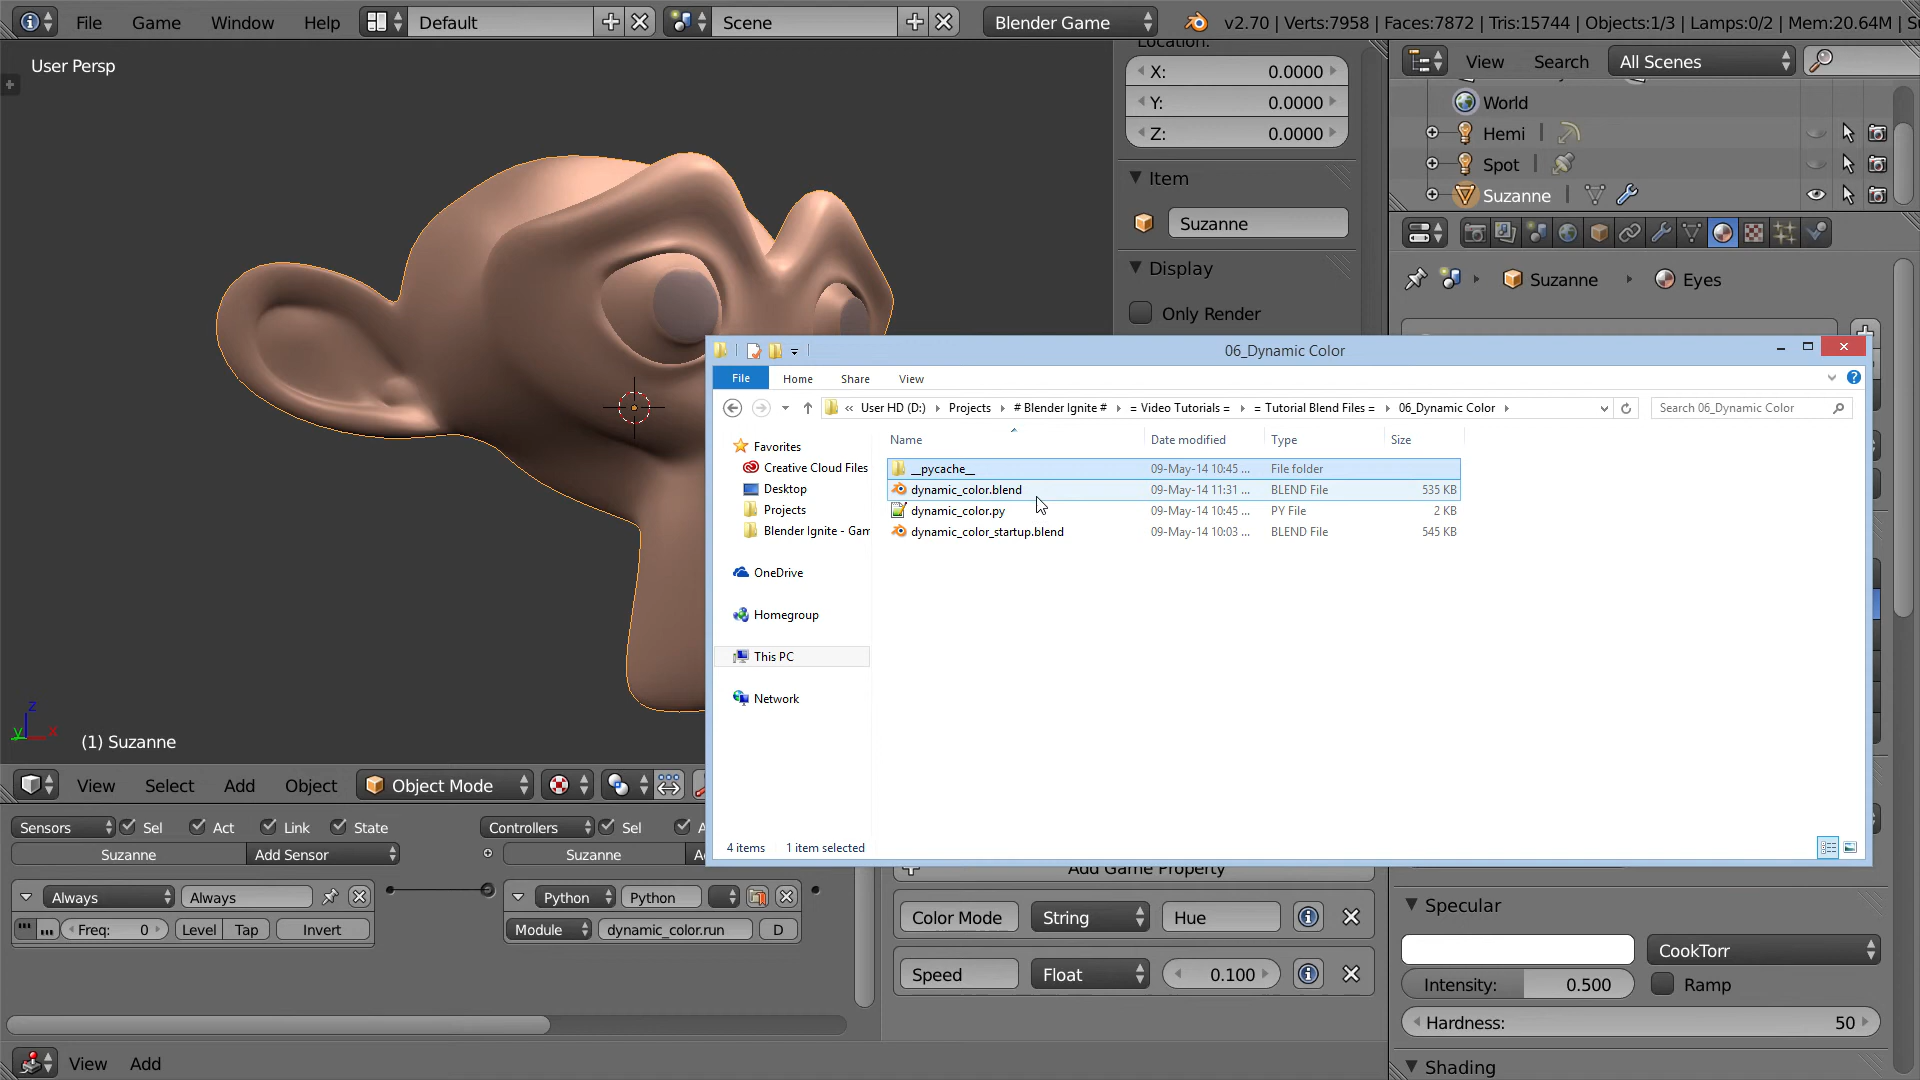 File Game Window Help Default Scene Blender Game v2.70 | Verts:7958 | Faces:7872 | Tris:15744 | Objects:1/3 | Lamps:0/2 | Mem:20.64M |
User Persp
Location:
X: 0.0000
Y: 0.0000
Z: 0.0000
Item
Suzanne
Display
Only Render
View Search All Scenes
World
Hemi
Spot
Suzanne
Suzanne Eyes
06_Dynamic Color
File Home Share View
« User HD (D:) Projects # Blender Ignite # = Video Tutorials = = Tutorial Blend Files = 06_Dynamic Color Search 06_Dynamic Color
Name Date modified Type Size
Favorites
Creative Cloud Files
Desktop
Projects
Blender Ignite - Gam
OneDrive
Homegroup
This PC
Network
__pycache__ 09-May-14 10:45 ... File folder
dynamic_color.blend 09-May-14 11:31 ... BLEND File 535 KB
dynamic_color.py 09-May-14 10:45 ... PY File 2 KB
dynamic_color_startup.blend 09-May-14 10:03 ... BLEND File 545 KB
4 items 1 item selected
z
y x
(1) Suzanne
View Select Add Object Object Mode
Sensors Sel Act Link State Controllers Sel A
Suzanne Add Sensor Suzanne A
Always Always Python Python
Freq: 0 Level Tap Invert Module dynamic_color.run D
Add Game Property
Color Mode String Hue
Speed Float 0.100
Specular
CookTorr
Intensity: 0.500 Ramp
Hardness: 50
Shading
View Add